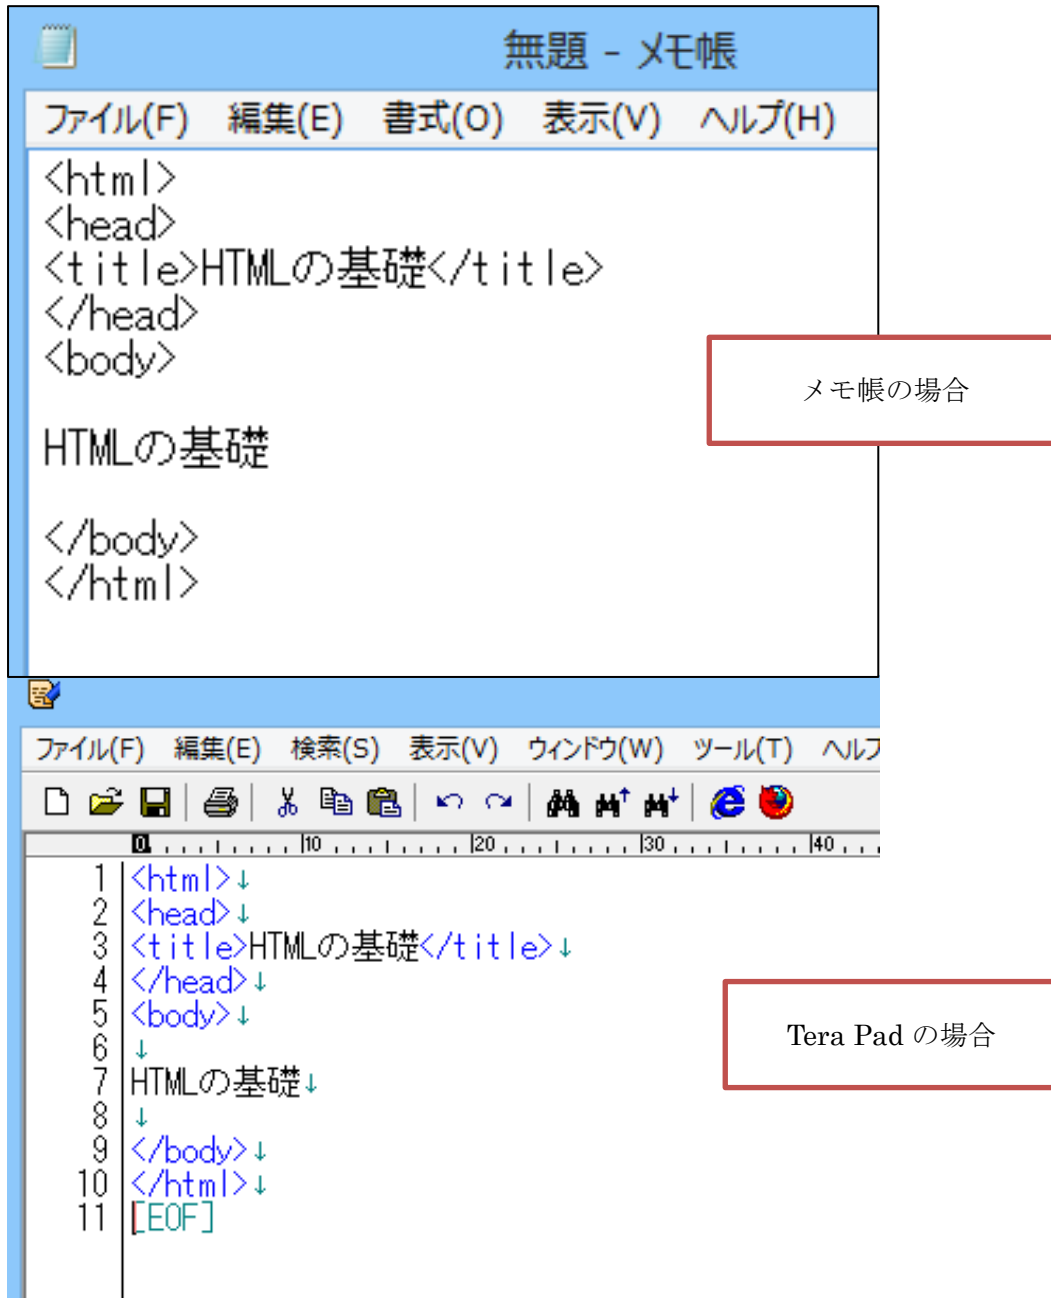 無題 - メモ帳
ファイル(F) 編集(E) 書式(O) 表示(V) ヘルプ(H)
<html>
<head>
<title>HTMLの基礎</title>
</head>
<body>
HTMLの基礎
</body>
</html>
メモ帳の場合
ファイル(F) 編集(E) 検索(S) 表示(V) ウィンドウ(W) ツール(T) ヘルプ
0 10 20 30 40
1 <html>↓
2 <head>↓
3 <title>HTMLの基礎</title>↓
4 </head>↓
5 <body>↓
6 ↓
7 HTMLの基礎↓
8 ↓
9 </body>↓
10 </html>↓
11 [EOF]
Tera Pad の場合